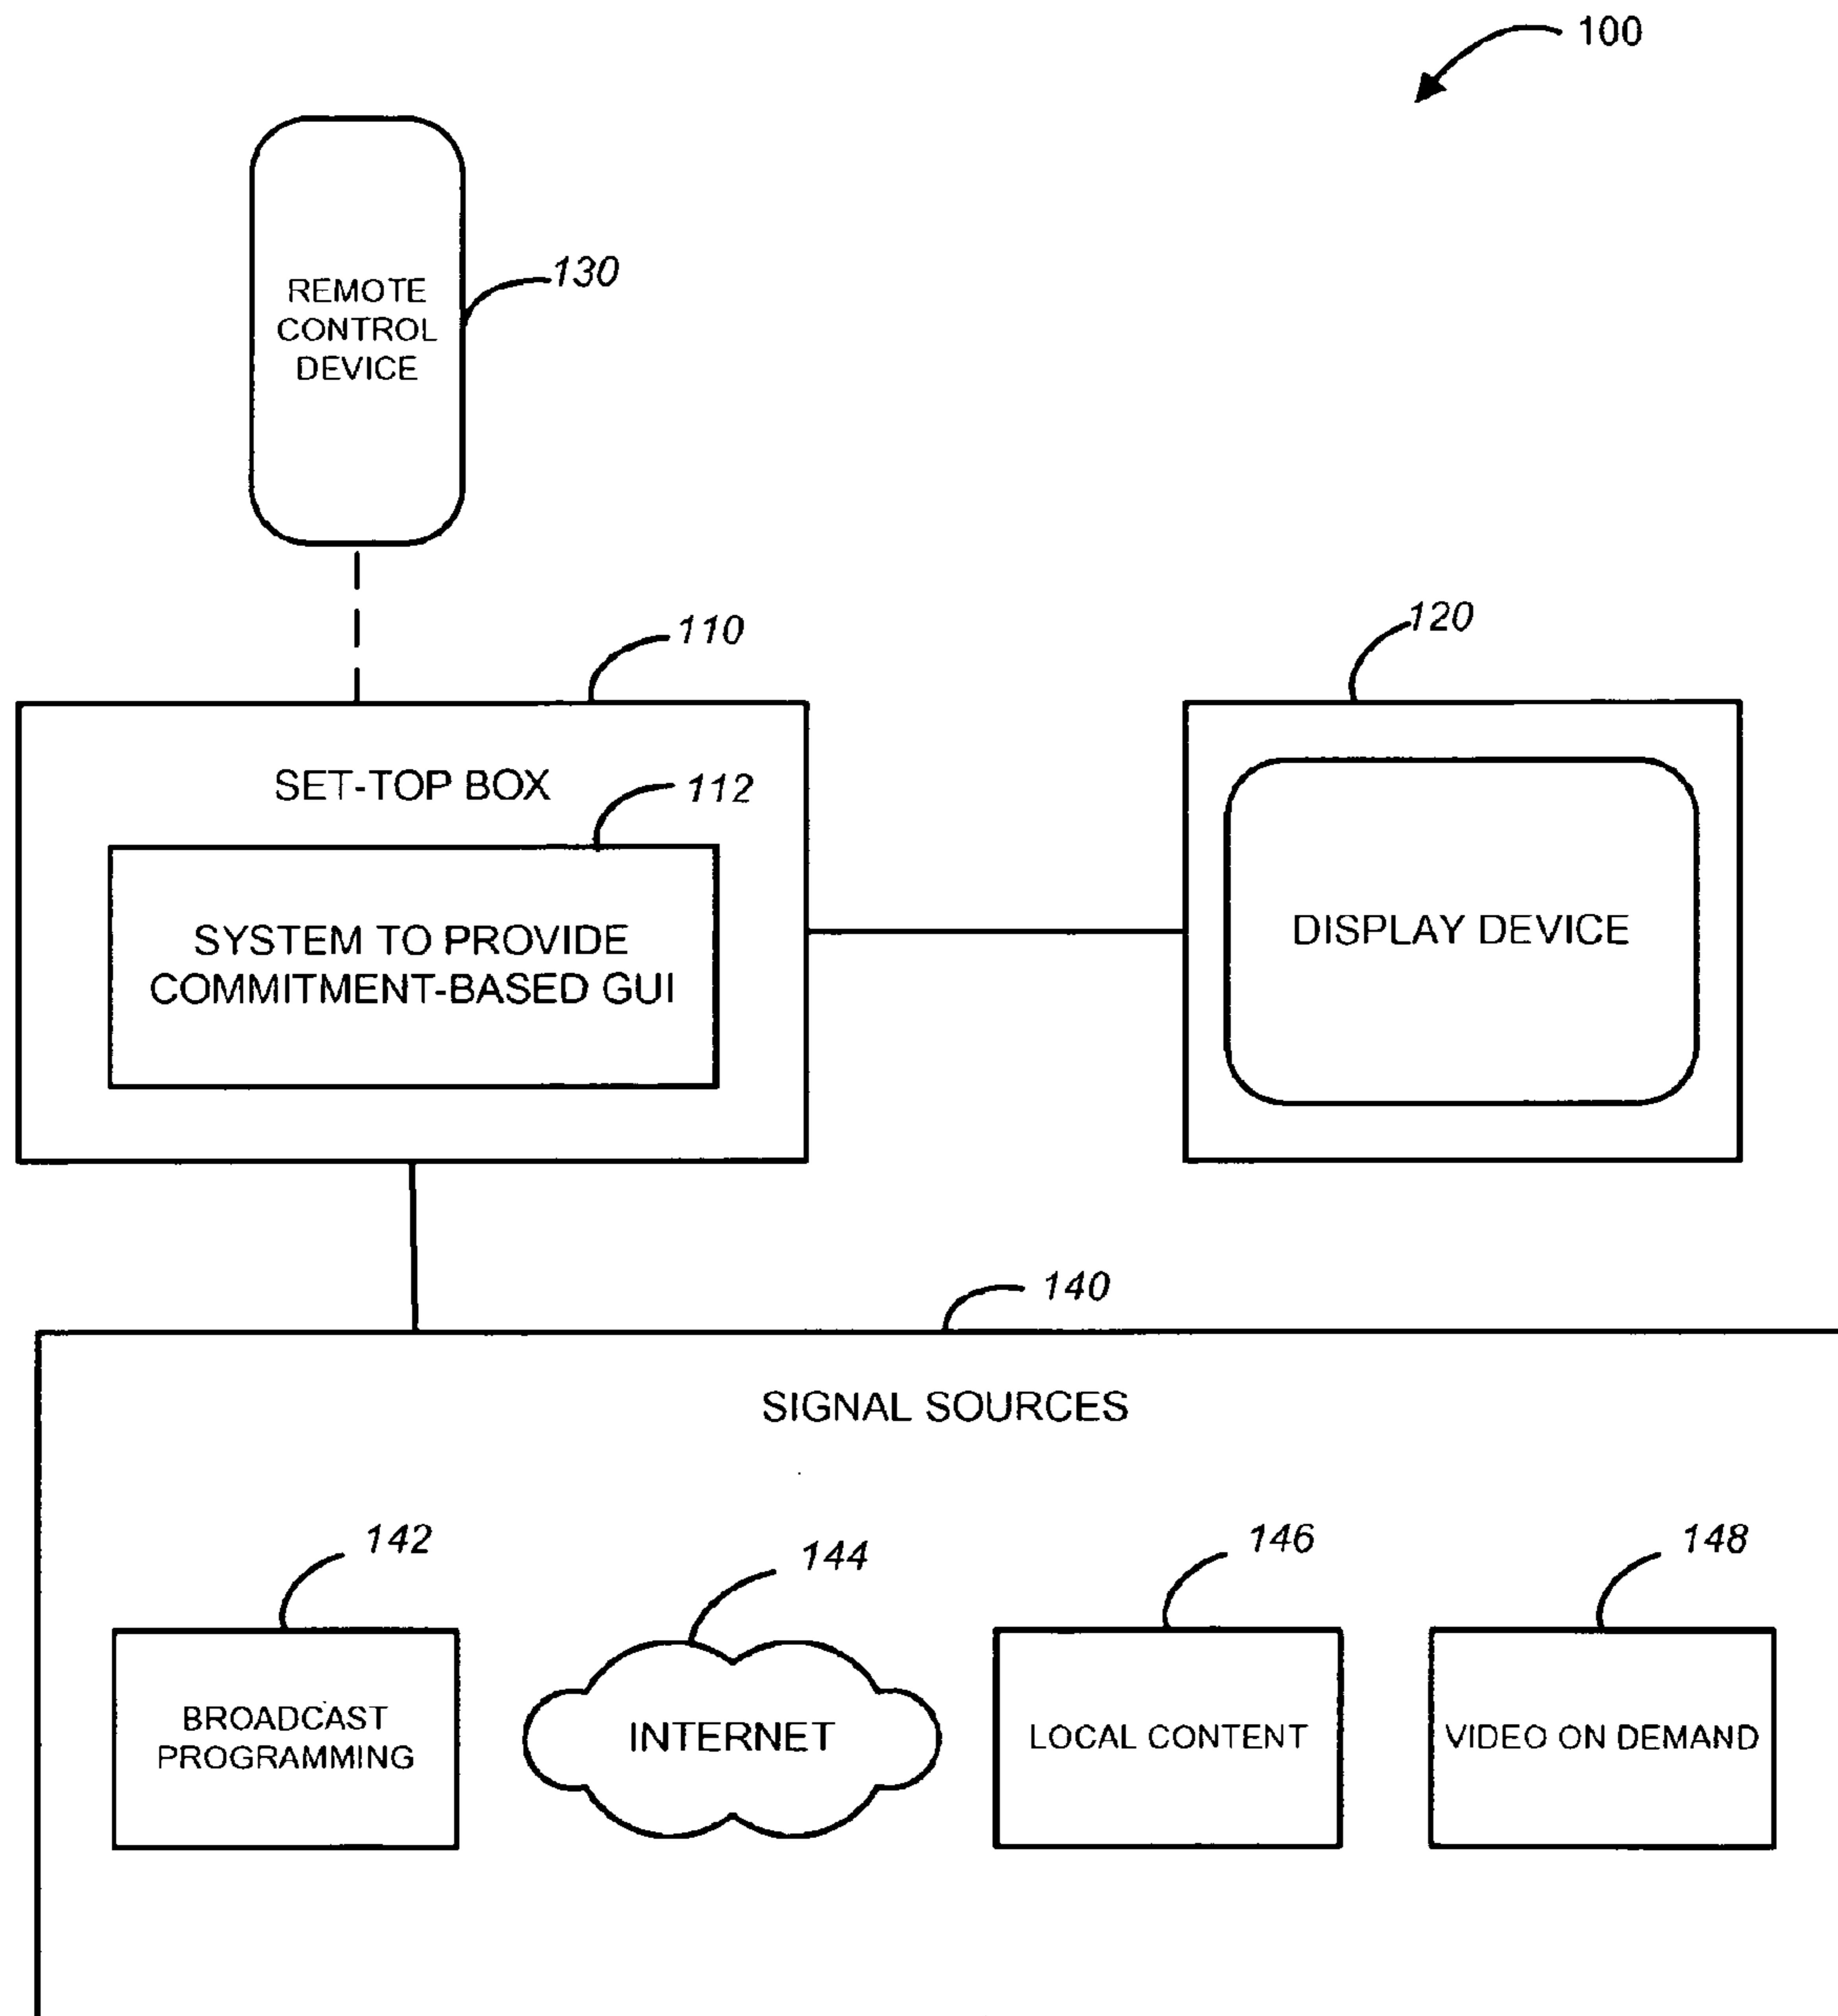 100
130
REMOTE
CONTROL
DEVICE
110
120
SET-TOP BOX
112
SYSTEM TO PROVIDE
COMMITMENT-BASED GUI
DISPLAY DEVICE
140
SIGNAL SOURCES
142
144
146
148
BROADCAST
PROGRAMMING
INTERNET
LOCAL CONTENT
VIDEO ON DEMAND